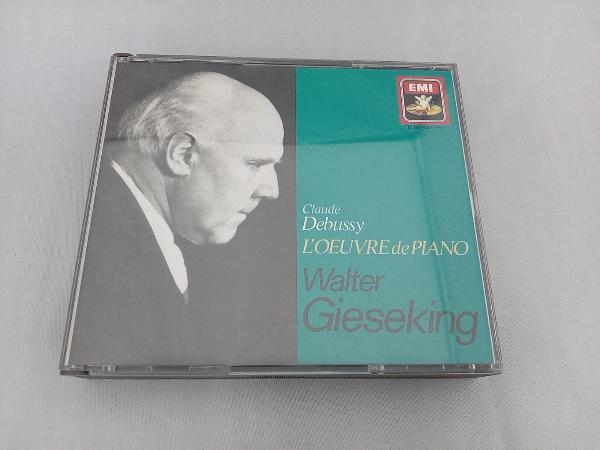 EMI
Claude
Debussy
L'OEUVRE de PIANO
Walter
Gieseking